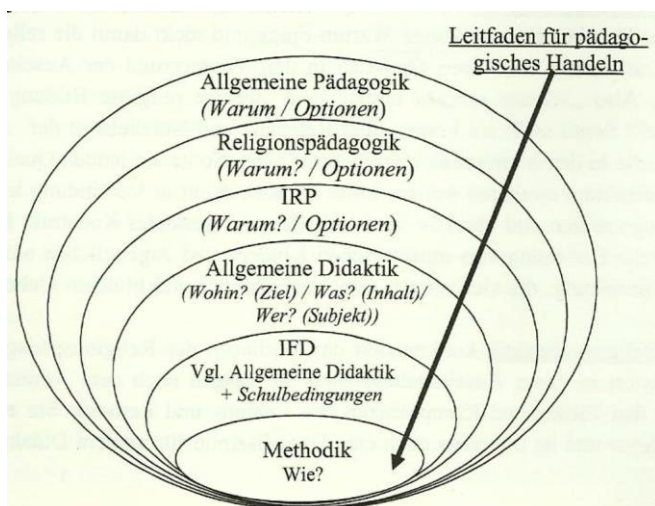 Leitfaden für pädago-
gisches Handeln
Allgemeine Pädagogik
(Warum / Optionen)
Religionspädagogik
(Warum? / Optionen)
IRP
(Warum? / Optionen)
Allgemeine Didaktik
(Wohin? (Ziel) / Was? (Inhalt)/
Wer? (Subjekt))
IFD
Vgl. Allgemeine Didaktik
+ Schulbedingungen
Methodik
Wie?